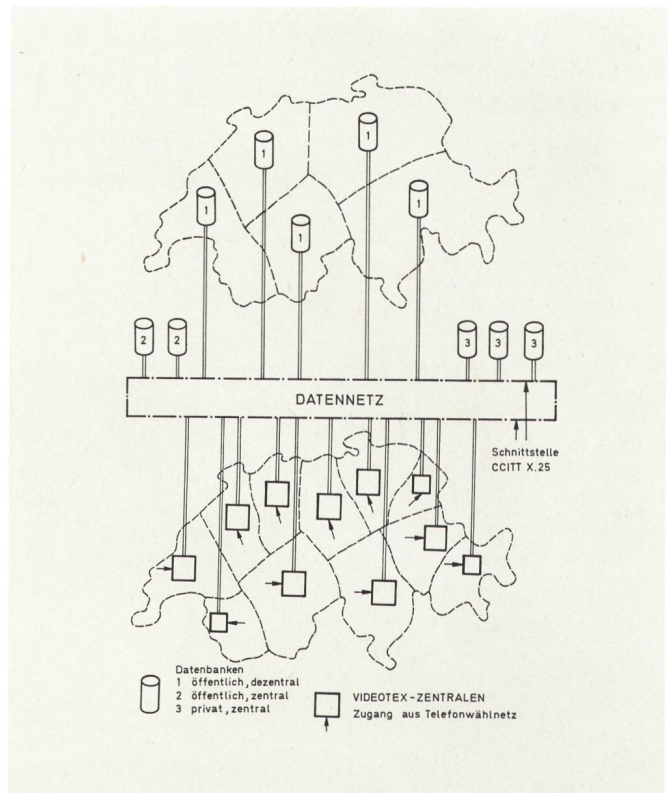 1
1
1
1
1
2
2
3
3
3
DATENNETZ
Schnittstelle
CCITT X.25
Datenbanken
1 öffentlich, dezentral
2 öffentlich, zentral
3 privat, zentral
VIDEOTEX-ZENTRALEN
Zugang aus Telefonwählnetz